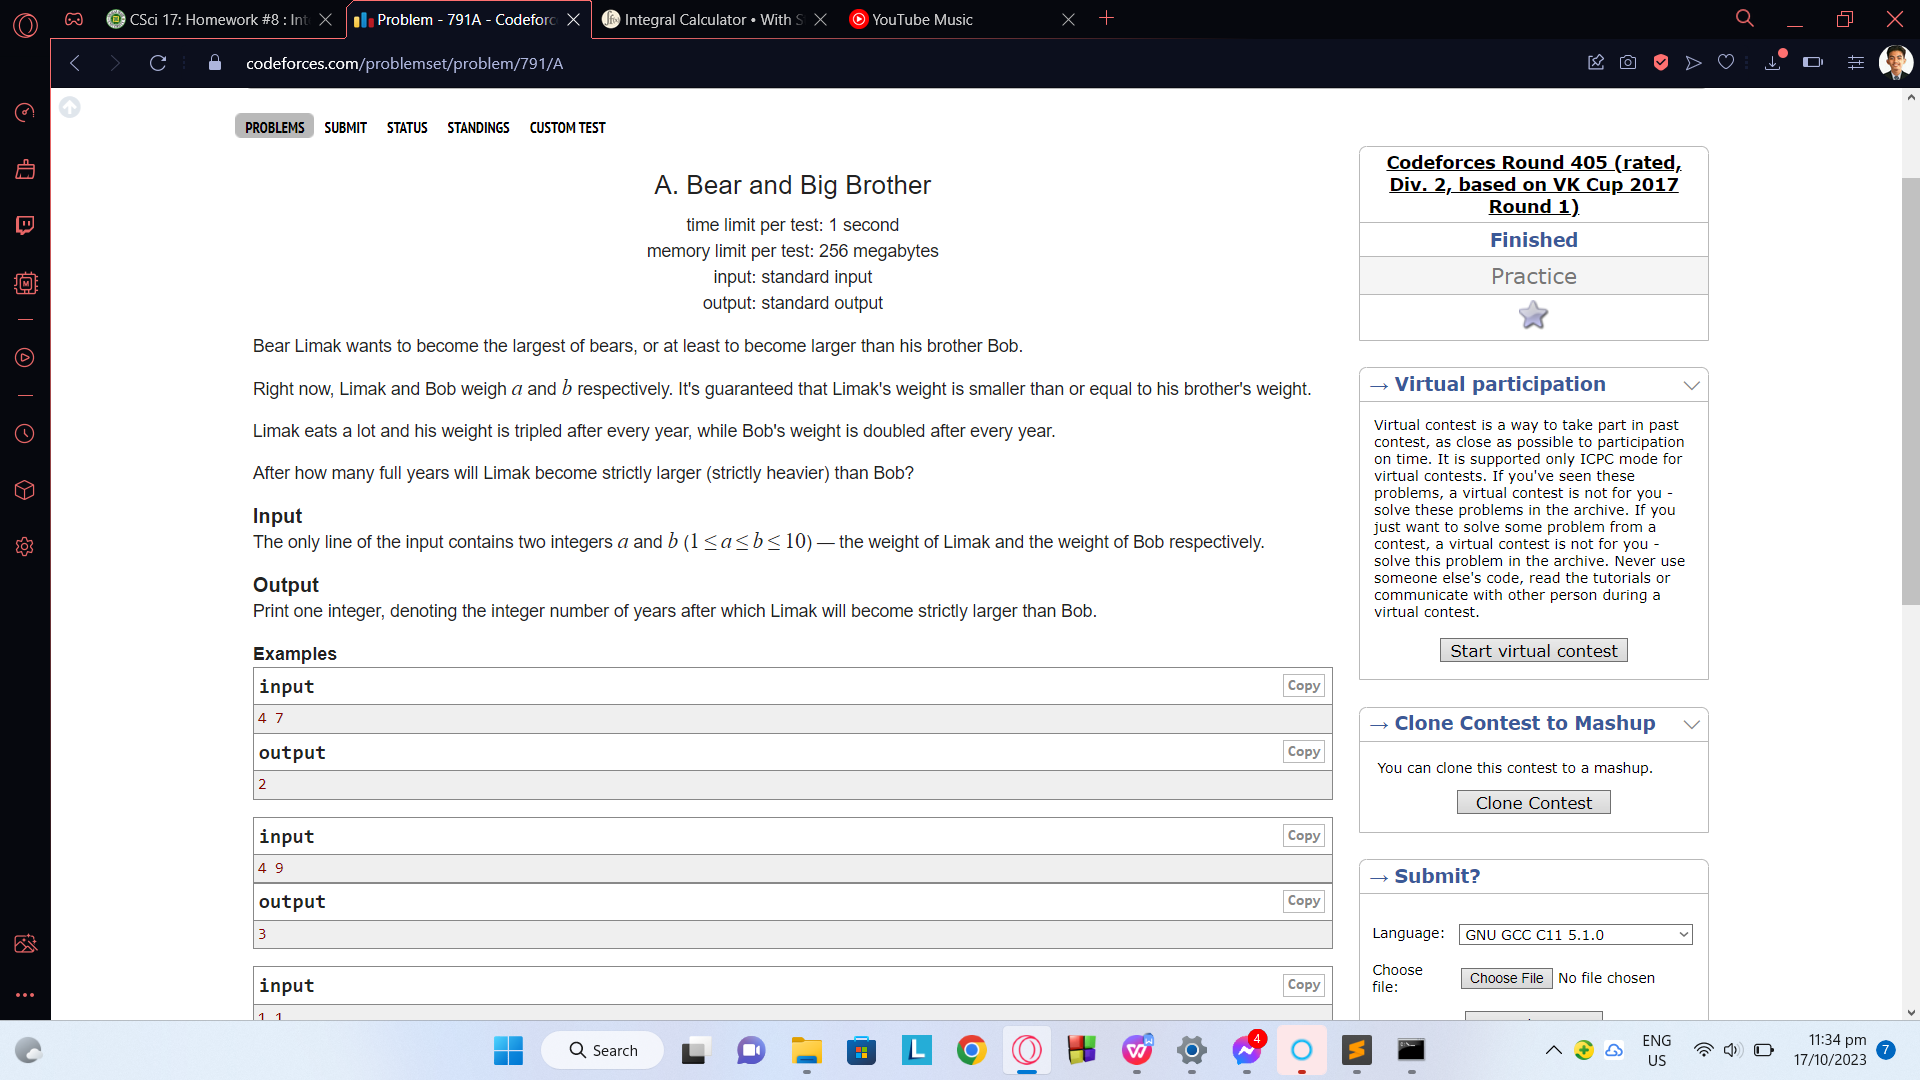 CSci 17: Homework #8 : Int
Problem - 791A - Codeforc
Integral Calculator • With S
YouTube Music
codeforces.com/problemset/problem/791/A
PROBLEMS SUBMIT STATUS STANDINGS CUSTOM TEST
A. Bear and Big Brother
time limit per test: 1 second
memory limit per test: 256 megabytes
input: standard input
output: standard output
Bear Limak wants to become the largest of bears, or at least to become larger than his brother Bob.
Right now, Limak and Bob weigh a and b respectively. It's guaranteed that Limak's weight is smaller than or equal to his brother's weight.
Limak eats a lot and his weight is tripled after every year, while Bob's weight is doubled after every year.
After how many full years will Limak become strictly larger (strictly heavier) than Bob?
Input
The only line of the input contains two integers a and b (1 ≤ a ≤ b ≤ 10) — the weight of Limak and the weight of Bob respectively.
Output
Print one integer, denoting the integer number of years after which Limak will become strictly larger than Bob.
Examples
input
Copy
4 7
output
Copy
2
input
Copy
4 9
output
Copy
3
input
Copy
1 1
Codeforces Round 405 (rated,
Div. 2, based on VK Cup 2017
Round 1)
Finished
Practice
→ Virtual participation
Virtual contest is a way to take part in past
contest, as close as possible to participation
on time. It is supported only ICPC mode for
virtual contests. If you've seen these
problems, a virtual contest is not for you -
solve these problems in the archive. If you
just want to solve some problem from a
contest, a virtual contest is not for you -
solve this problem in the archive. Never use
someone else's code, read the tutorials or
communicate with other person during a
virtual contest.
Start virtual contest
→ Clone Contest to Mashup
You can clone this contest to a mashup.
Clone Contest
→ Submit?
Language: GNU GCC C11 5.1.0
Choose
file:
Choose File No file chosen
Search
4
ENG
US
11:34 pm
17/10/2023
7